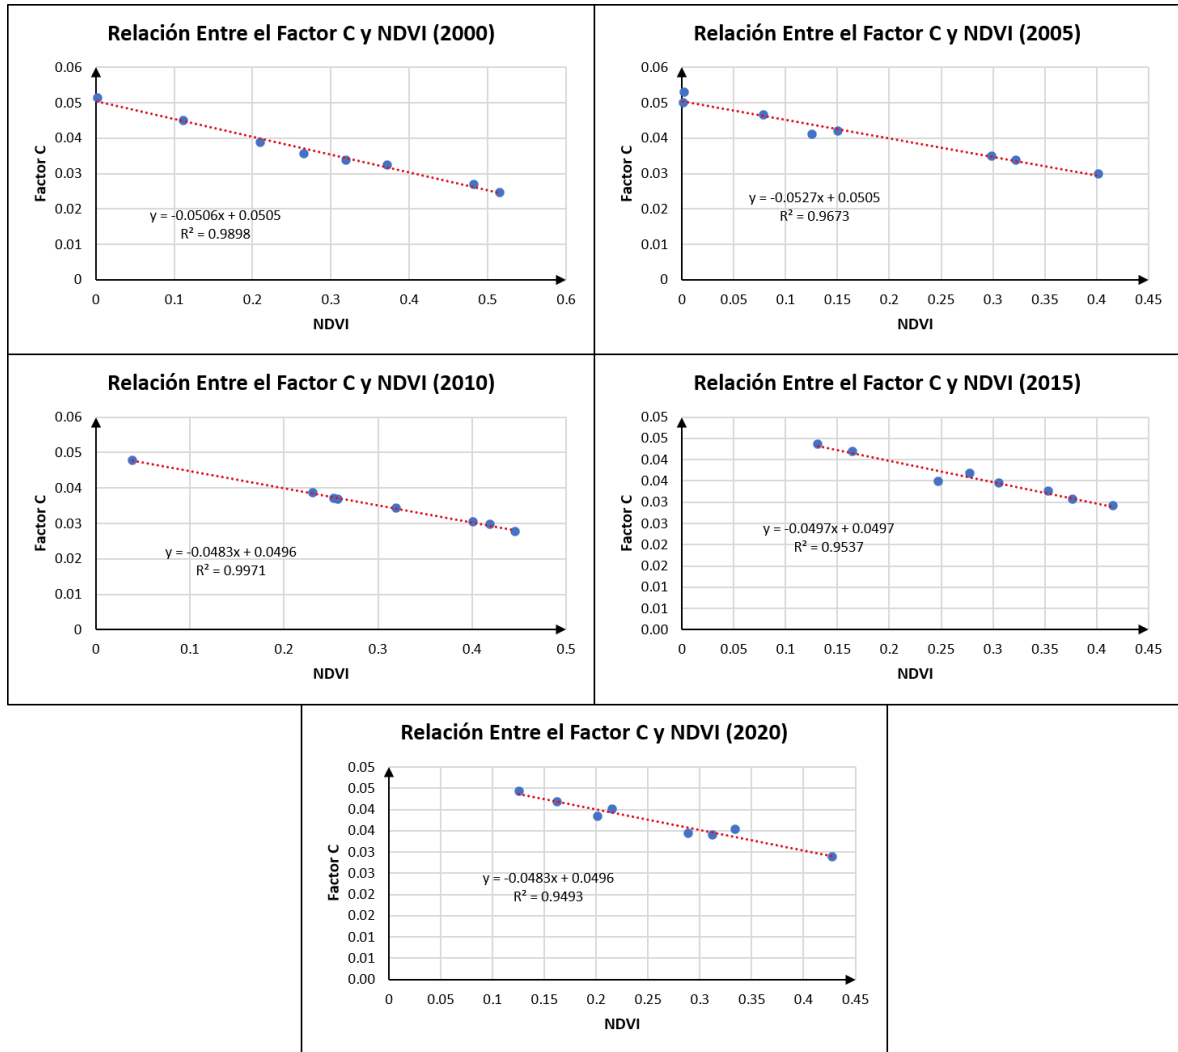 Relación Entre el Factor C y NDVI (2000)
0.06
0.05
0.04
0.03
0.02
0.01
0
Factor C
y = -0.0506x + 0.0505
R² = 0.9898
0 0.1 0.2 0.3 0.4 0.5 0.6
NDVI
Relación Entre el Factor C y NDVI (2005)
0.06
0.05
0.04
0.03
0.02
0.01
0
Factor C
y = -0.0527x + 0.0505
R² = 0.9673
0 0.05 0.1 0.15 0.2 0.25 0.3 0.35 0.4 0.45
NDVI
Relación Entre el Factor C y NDVI (2010)
0.06
0.05
0.04
0.03
0.02
0.01
0
Factor C
y = -0.0483x + 0.0496
R² = 0.9971
0 0.1 0.2 0.3 0.4 0.5
NDVI
Relación Entre el Factor C y NDVI (2015)
0.05
0.05
0.04
0.04
0.03
0.03
0.02
0.02
0.01
0.01
0.00
Factor C
y = -0.0497x + 0.0497
R² = 0.9537
0 0.05 0.1 0.15 0.2 0.25 0.3 0.35 0.4 0.45
NDVI
Relación Entre el Factor C y NDVI (2020)
0.05
0.05
0.04
0.04
0.03
0.03
0.02
0.02
0.01
0.01
0.00
Factor C
y = -0.0483x + 0.0496
R² = 0.9493
0 0.05 0.1 0.15 0.2 0.25 0.3 0.35 0.4 0.45
NDVI